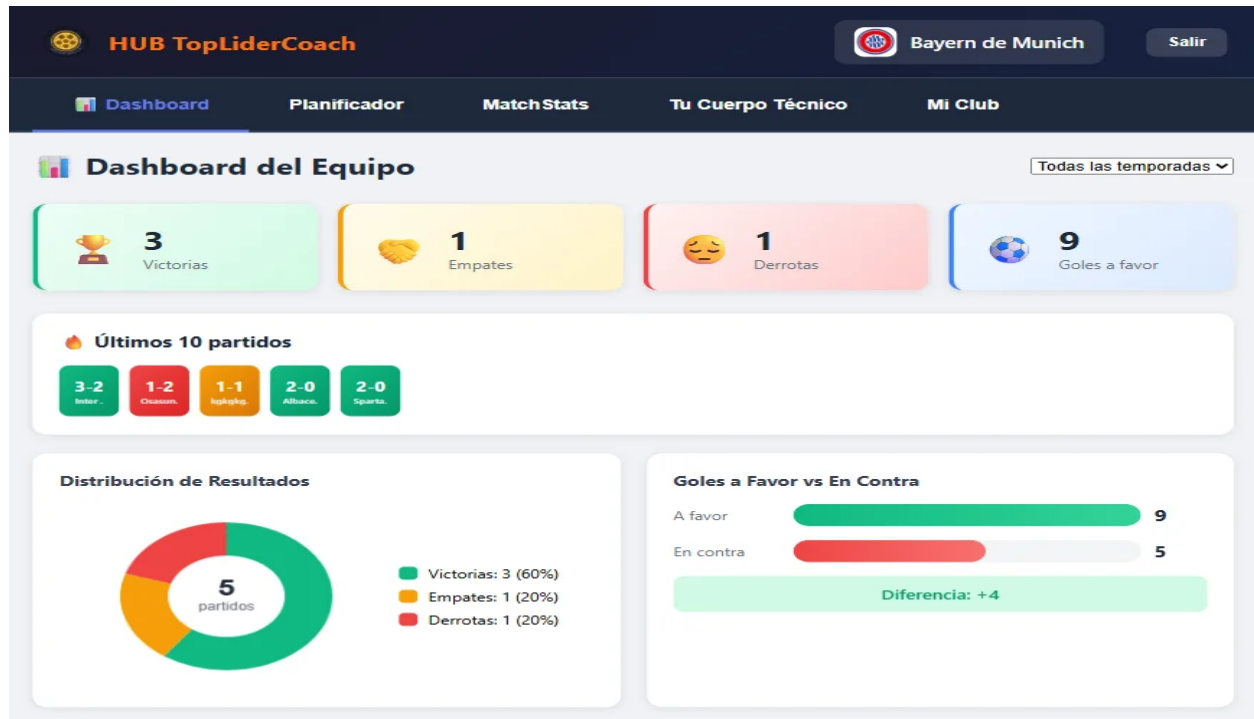 HUB TopLiderCoach
Bayern de Munich
Salir
Dashboard
Planificador
MatchStats
Tu Cuerpo Técnico
Mi Club
Dashboard del Equipo
Todas las temporadas
3
Victorias
1
Empates
1
Derrotas
9
Goles a favor
Últimos 10 partidos
3-2
Inter .
1-2
Osasun.
1-1
kgkgkg.
2-0
Albace.
2-0
Sparta.
Distribución de Resultados
5
partidos
Victorias: 3 (60%)
Empates: 1 (20%)
Derrotas: 1 (20%)
Goles a Favor vs En Contra
A favor
9
En contra
5
Diferencia: +4